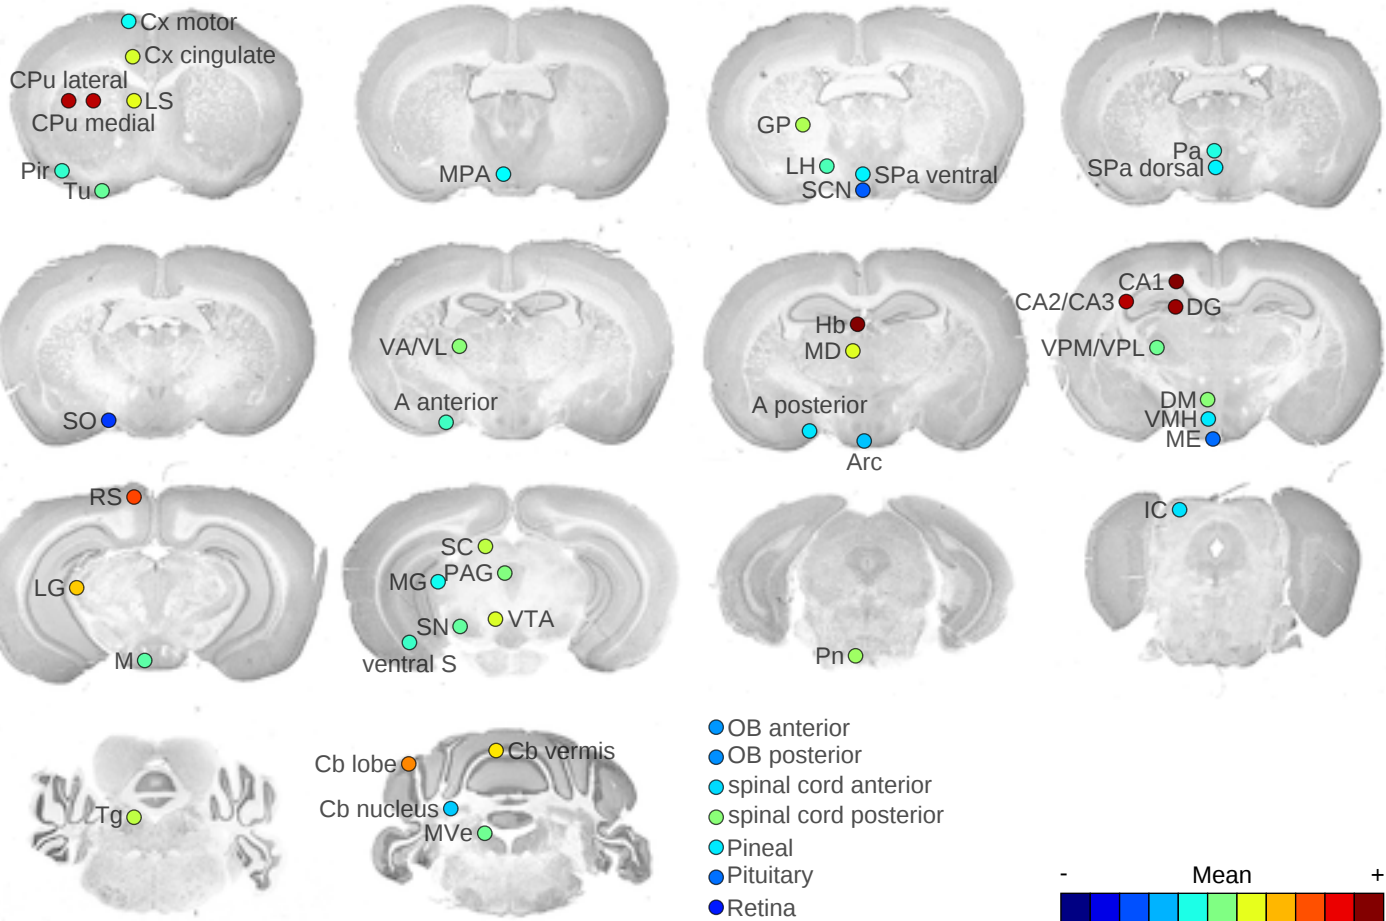 Cx motor
Cx cingulate
CPu lateral
LS
CPu medial
Pir
Tu
MPA
GP
LH
SPa ventral
SCN
Pa
SPa dorsal
SO
VA/VL
A anterior
Hb
MD
A posterior
Arc
CA1
CA2/CA3
DG
VPM/VPL
DM
VMH
ME
RS
LG
M
SC
PAG
MG
VTA
SN
ventral S
Pn
IC
Tg
Cb lobe
Cb vermis
Cb nucleus
MVe
OB anterior
OB posterior
spinal cord anterior
spinal cord posterior
Pineal
Pituitary
Retina
- Mean +